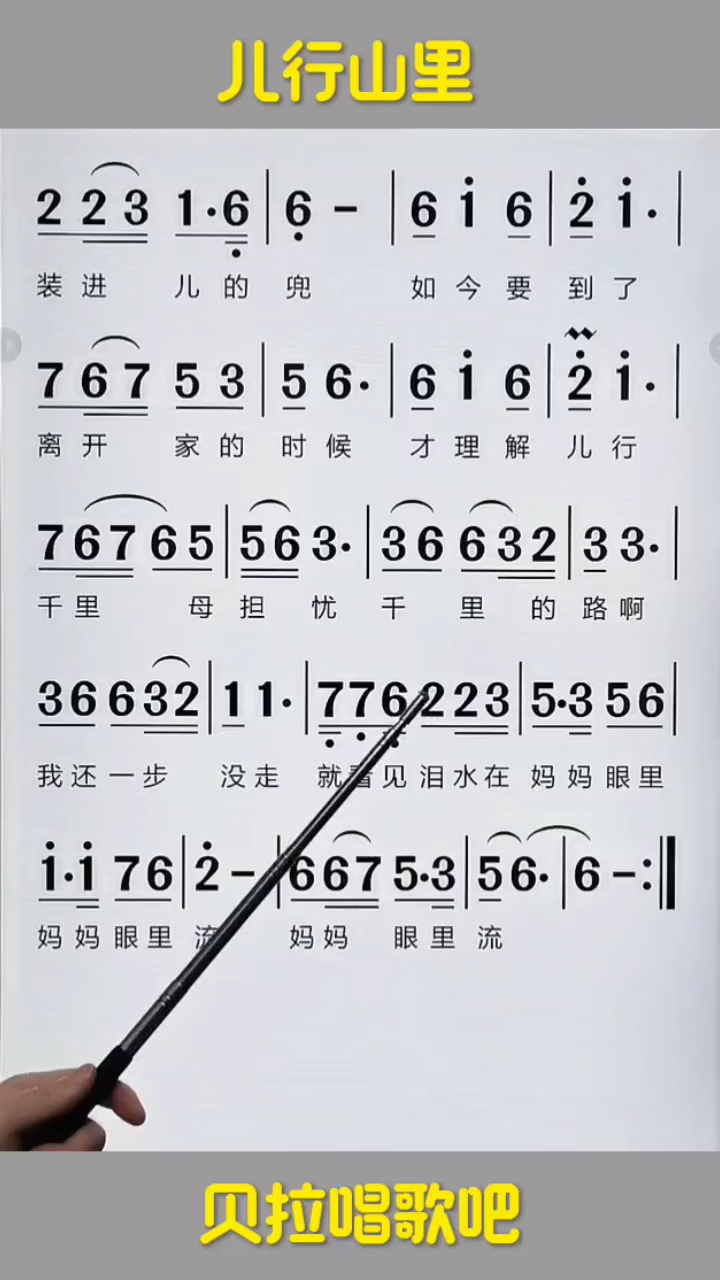 儿行山里
2 2 3 1·6 | 6 – | 6 1 6 | 2 1· |
装进 儿的兜 如今要到了
7 6 7 5 3 | 5 6· | 6 1 6 | 2 1· |
离开 家的时候 才理解儿行
7 6 7 6 5 | 5 6 3· | 3 6 6 3 2 | 3 3· |
千里 母担忧 千里的路啊
3 6 6 3 2 | 1 1· | 7 7 6 2 2 3 | 5·3 5 6 |
我还一步 没走 就看见泪水在 妈妈眼里
1·1 7 6 | 2 – | 6 6 7 5·3 | 5 6· | 6 –:|
妈妈眼里流 妈妈 眼里流
贝拉唱歌吧